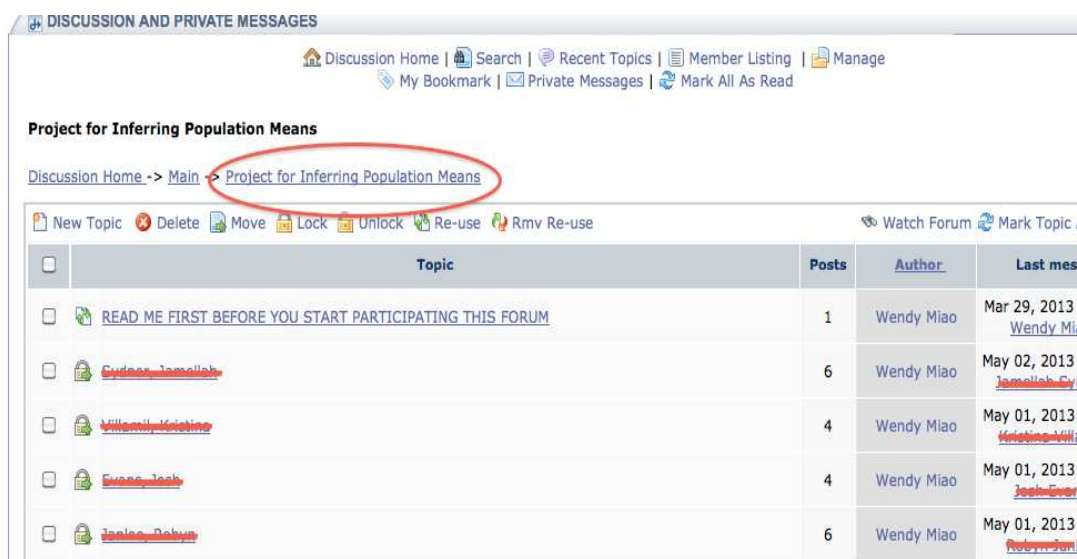 DISCUSSION AND PRIVATE MESSAGES
Discussion Home | Search | Recent Topics | Member Listing | Manage
My Bookmark | Private Messages | Mark All As Read
Project for Inferring Population Means
Discussion Home -> Main -> Project for Inferring Population Means
New Topic Delete Move Lock Unlock Re-use Rmv Re-use Watch Forum Mark Topic
Topic Posts Author Last mes
READ ME FIRST BEFORE YOU START PARTICIPATING THIS FORUM 1 Wendy Miao Mar 29, 2013
Wendy Mi
6 Wendy Miao May 02, 2013
4 Wendy Miao May 01, 2013
4 Wendy Miao May 01, 2013
6 Wendy Miao May 01, 2013